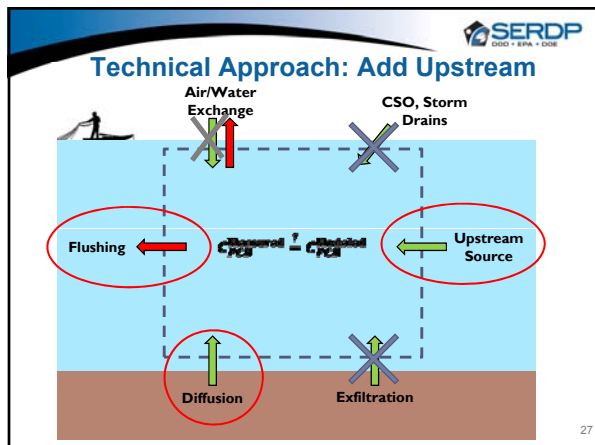 SERDP
DOD • EPA • DOE
Technical Approach: Add Upstream
Air/Water
Exchange
CSO, Storm
Drains
Flushing
Upstream
Source
Diffusion
Exfiltration
27